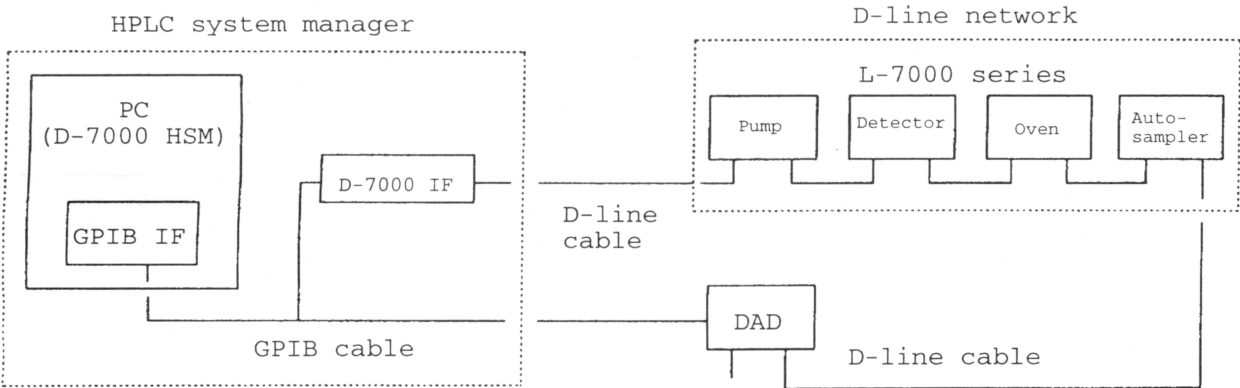 HPLC system manager
D-line network
PC
(D-7000 HSM)
GPIB IF
D-7000 IF
GPIB cable
D-line
cable
L-7000 series
Pump
Detector
Oven
Auto-
sampler
DAD
D-line cable